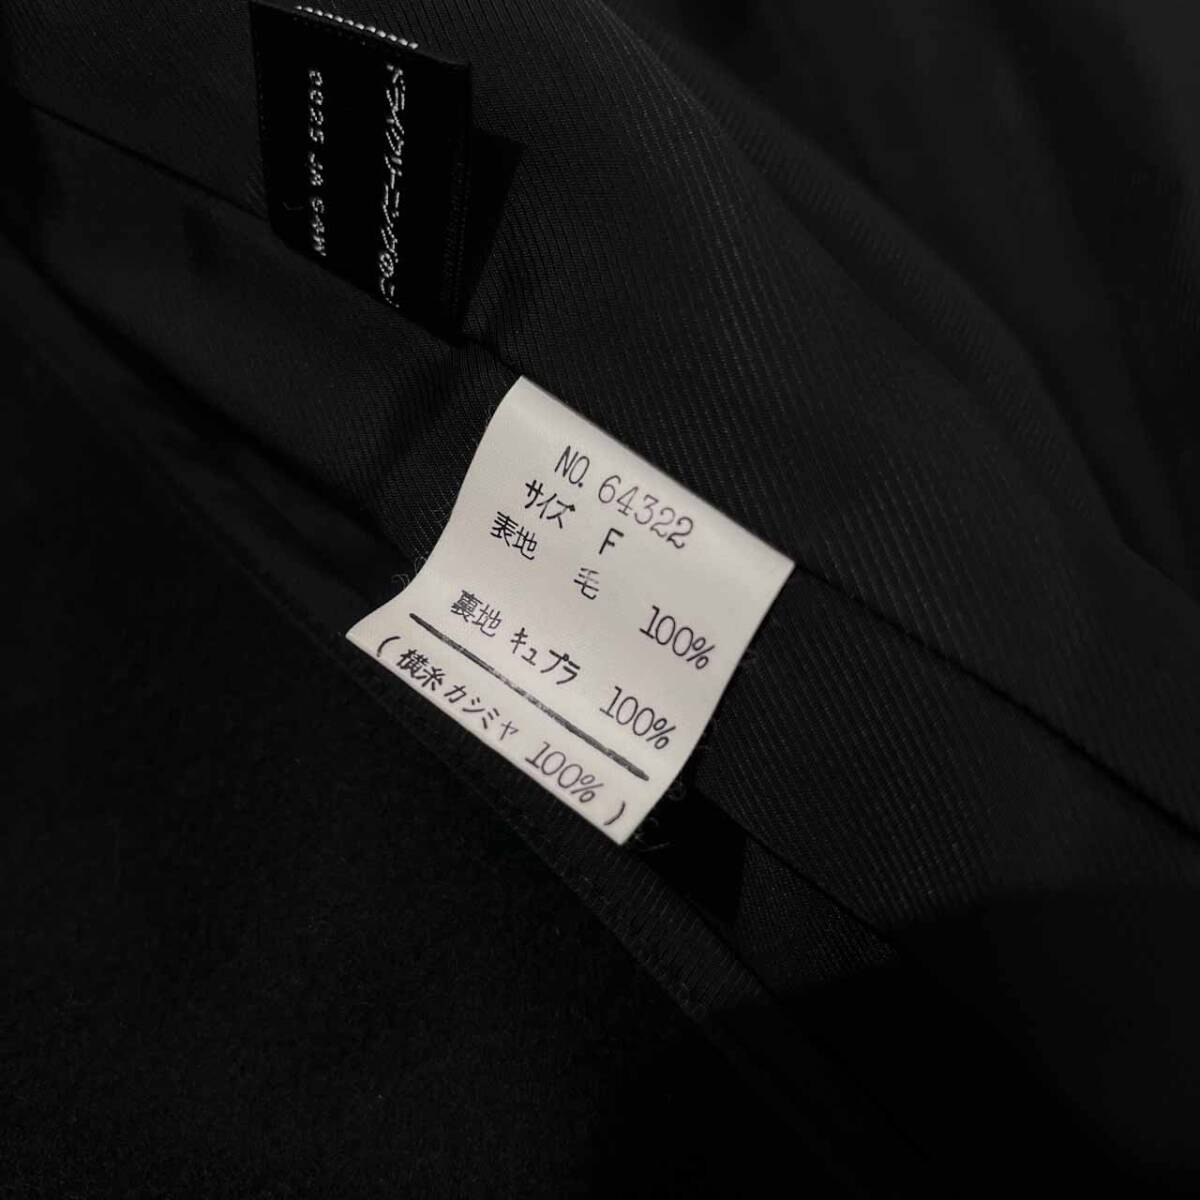 NO. 64322
サイズ F
表地 毛 100%
裏地 キュプラ 100%
(横糸カシミヤ 100%)